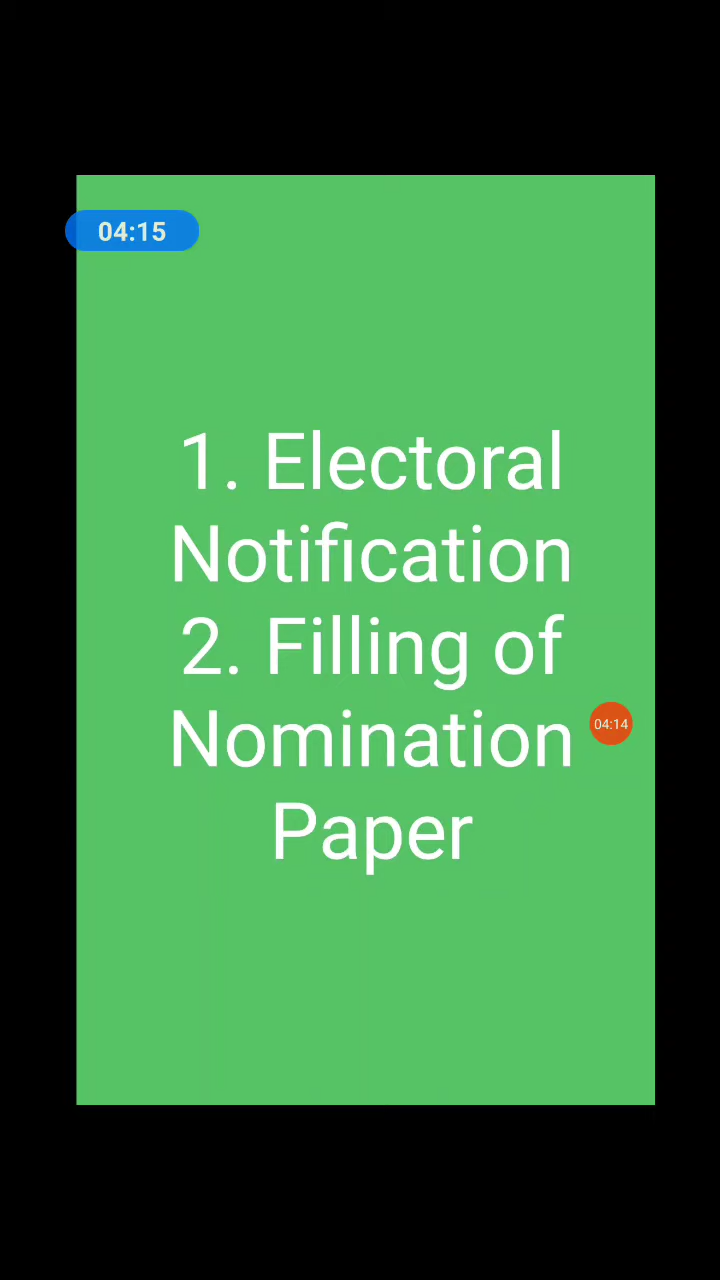 04:15
1. Electoral
Notification
2. Filling of
Nomination
04:14
Paper